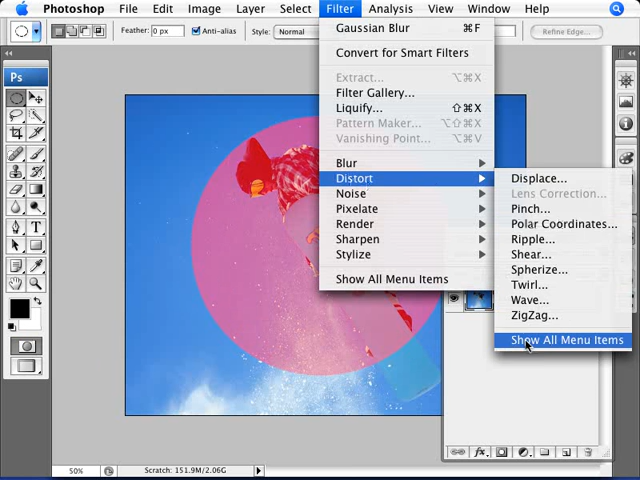 Photoshop File Edit Image Layer Select Filter Analysis View Window Help
Feather: 0 px Anti-alias Style: Normal Refine Edge...
Ps
Gaussian Blur ⌘F
Convert for Smart Filters
Extract... ⌥⌘X
Filter Gallery...
Liquify... ⇧⌘X
Pattern Maker... ⌥⇧⌘X
Vanishing Point... ⌥⌘V
Blur
Distort
Noise
Pixelate
Render
Sharpen
Stylize
Show All Menu Items
Displace...
Lens Correction...
Pinch...
Polar Coordinates...
Ripple...
Shear...
Spherize...
Twirl...
Wave...
ZigZag...
Show All Menu Items
50% Scratch: 151.9M/2.06G